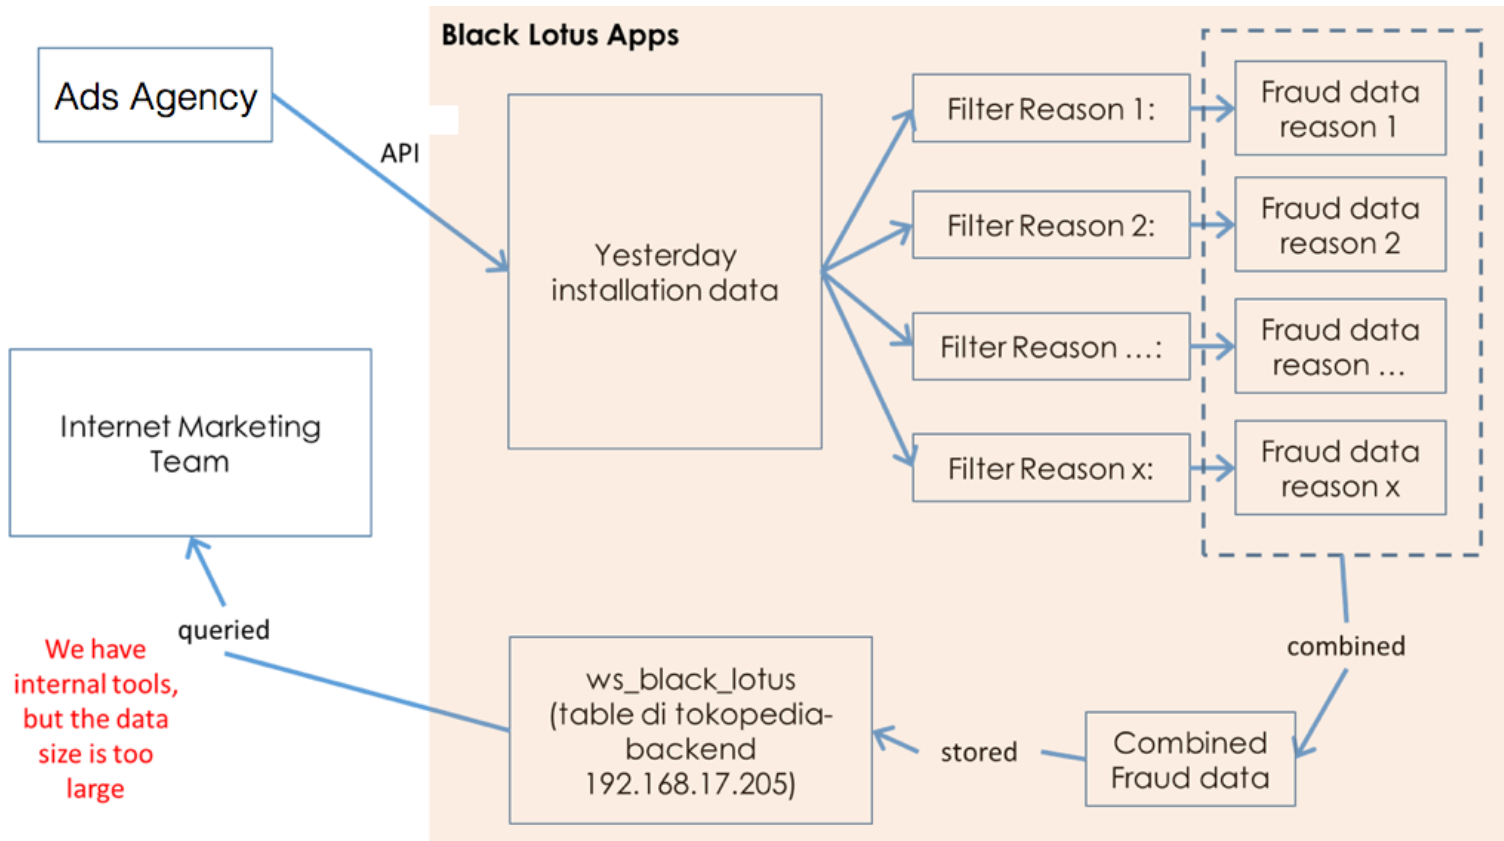 Black Lotus Apps
Ads Agency
API
Yesterday
installation data
Filter Reason 1:
Fraud data
reason 1
Filter Reason 2:
Fraud data
reason 2
Filter Reason ...:
Fraud data
reason ...
Filter Reason x:
Fraud data
reason x
combined
Combined
Fraud data
stored
ws_black_lotus
(table di tokopedia-
backend
192.168.17.205)
queried
Internet Marketing
Team
We have
internal tools,
but the data
size is too
large